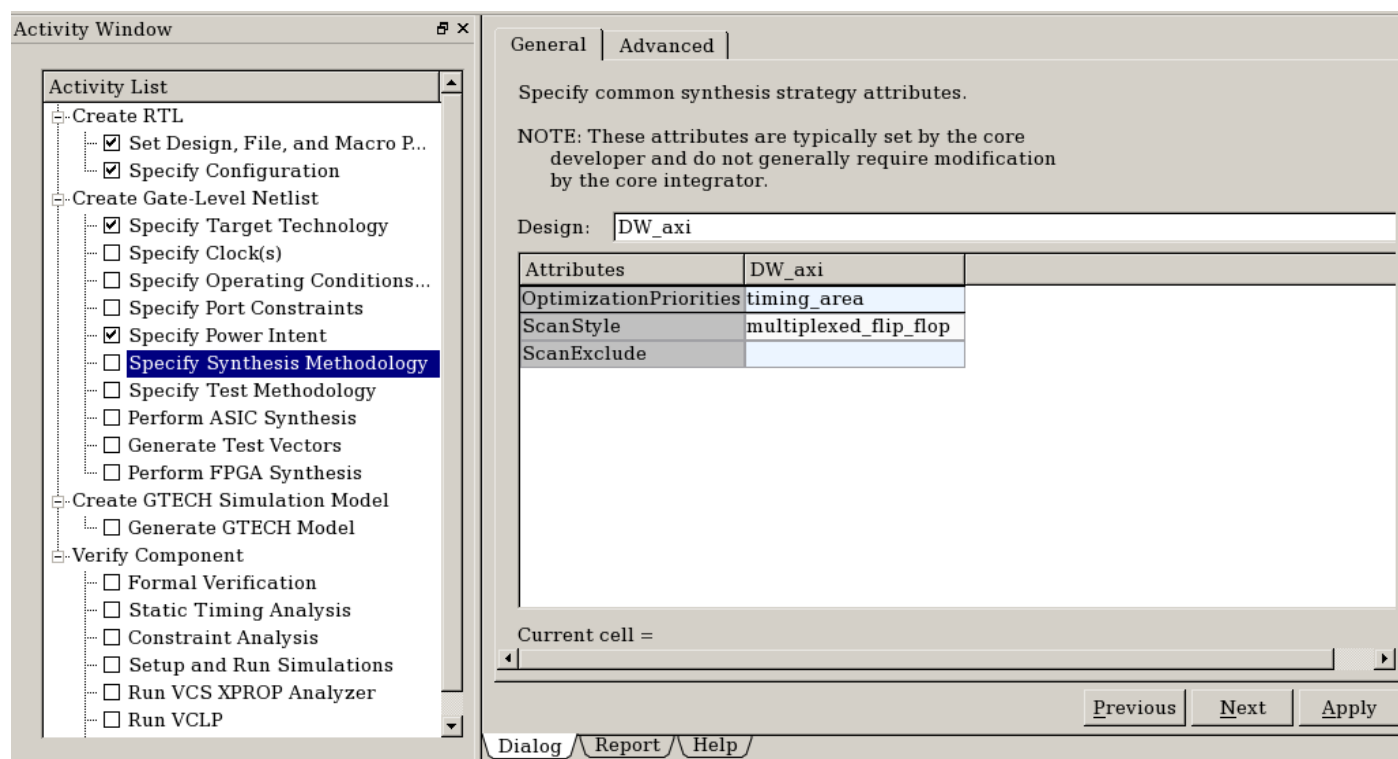 Activity Window
Activity List
Create RTL
Set Design, File, and Macro P...
Specify Configuration
Create Gate-Level Netlist
Specify Target Technology
Specify Clock(s)
Specify Operating Conditions...
Specify Port Constraints
Specify Power Intent
Specify Synthesis Methodology
Specify Test Methodology
Perform ASIC Synthesis
Generate Test Vectors
Perform FPGA Synthesis
Create GTECH Simulation Model
Generate GTECH Model
Verify Component
Formal Verification
Static Timing Analysis
Constraint Analysis
Setup and Run Simulations
Run VCS XPROP Analyzer
Run VCLP
General Advanced
Specify common synthesis strategy attributes.
NOTE: These attributes are typically set by the core
developer and do not generally require modification
by the core integrator.
Design: DW_axi
Attributes DW_axi
OptimizationPriorities timing_area
ScanStyle multiplexed_flip_flop
ScanExclude
Current cell =
Previous Next Apply
Dialog Report Help